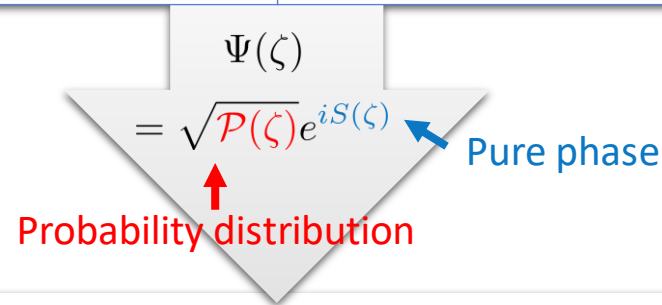 Ψ(ζ)
= √𝒫(ζ)e^{iS(ζ)}
Pure phase
Probability distribution